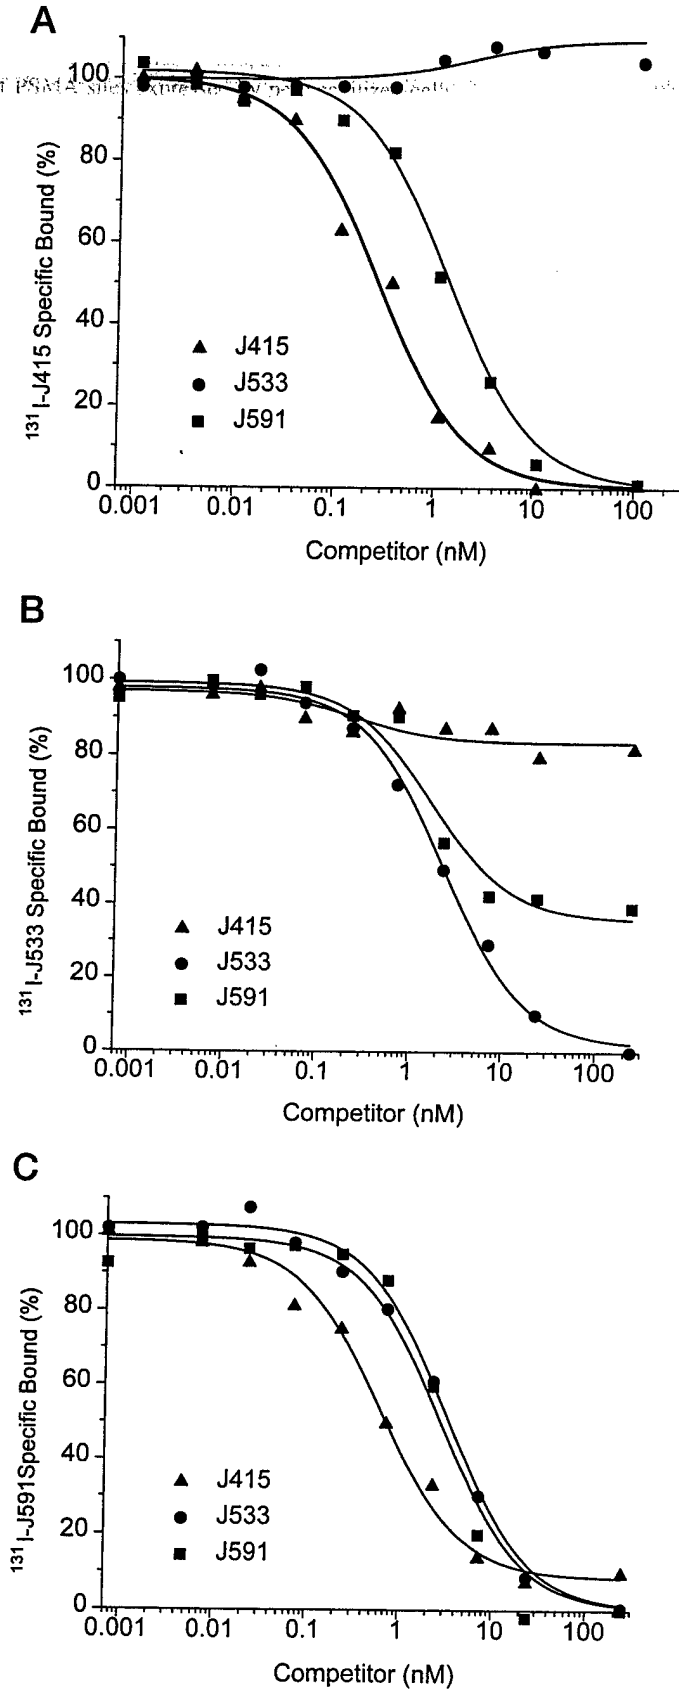 A
100
80
60
40
20
0
131I-J415 Specific Bound (%)
J415
J533
J591
0.001 0.01 0.1 1 10 100
Competitor (nM)
B
100
80
60
40
20
0
131I-J533 Specific Bound (%)
J415
J533
J591
0.001 0.01 0.1 1 10 100
Competitor (nM)
C
100
80
60
40
20
0
131I-J591Specific Bound (%)
J415
J533
J591
0.001 0.01 0.1 1 10 100
Competitor (nM)